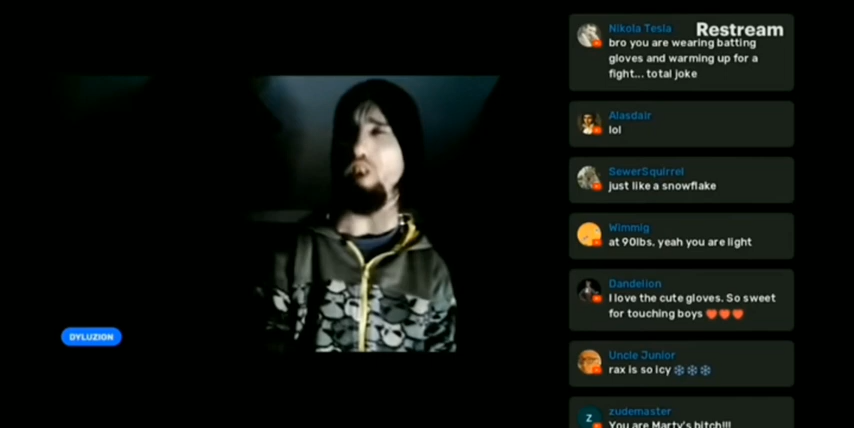 Restream
Nikola Tesla
bro you are wearing batting
gloves and warming up for a
fight... total joke
Alasdair
lol
SewerSquirrel
just like a snowflake
Wimmig
at 90lbs, yeah you are light
Dandelion
I love the cute gloves. So sweet
for touching boys ❤️❤️❤️
Uncle Junior
rax is so icy ❄️❄️❄️
DYLUZION
Z
zudemaster
You are Marty's bitch!!!